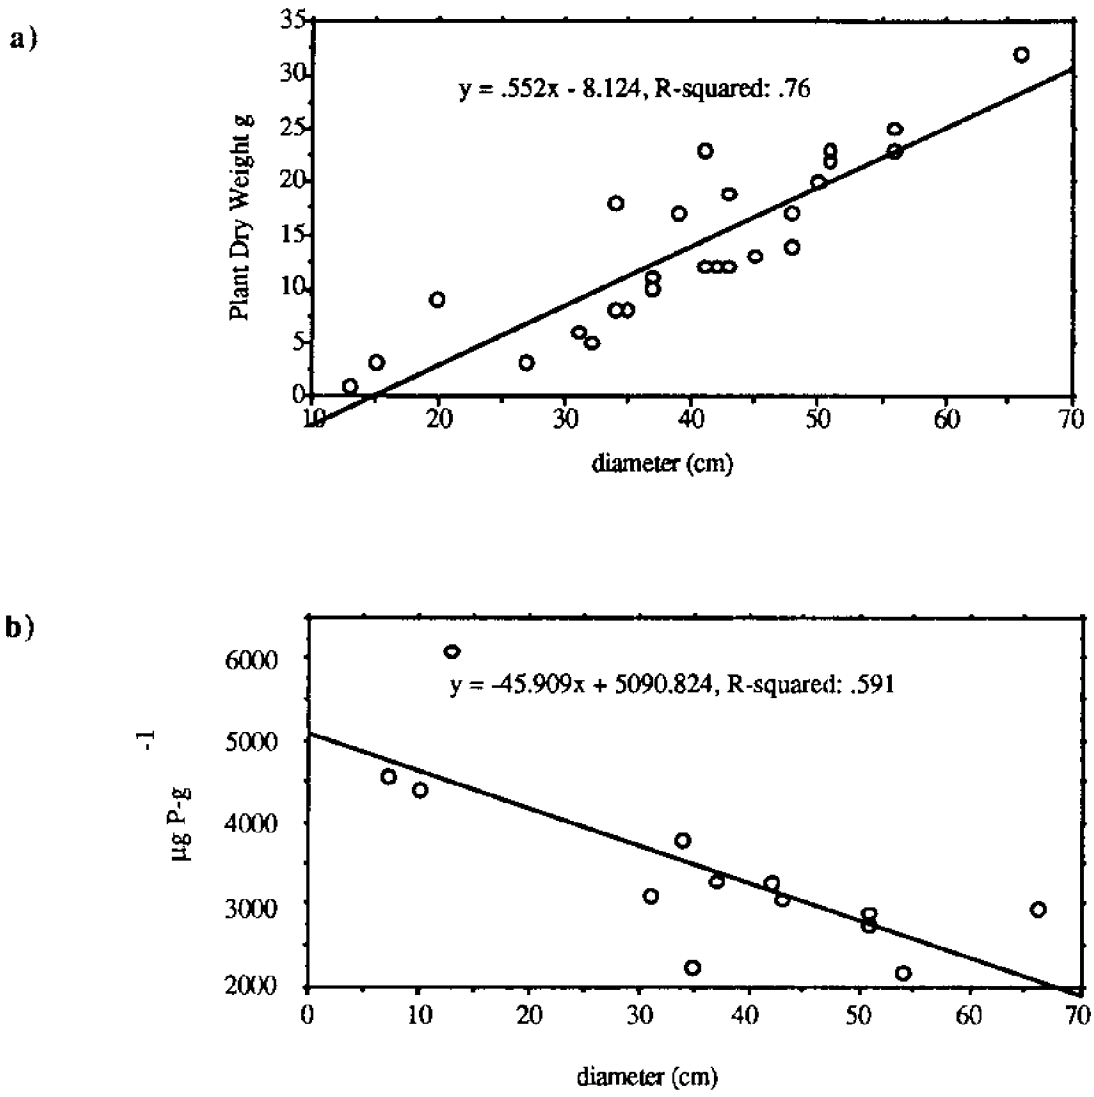 a)
35
30
25
20
15
10
5
0
Plant Dry Weight g
y = .552x - 8.124, R-squared: .76
10 20 30 40 50 60 70
diameter (cm)
b)
6000
5000
4000
3000
2000
µg P-g -1
y = -45.909x + 5090.824, R-squared: .591
0 10 20 30 40 50 60 70
diameter (cm)